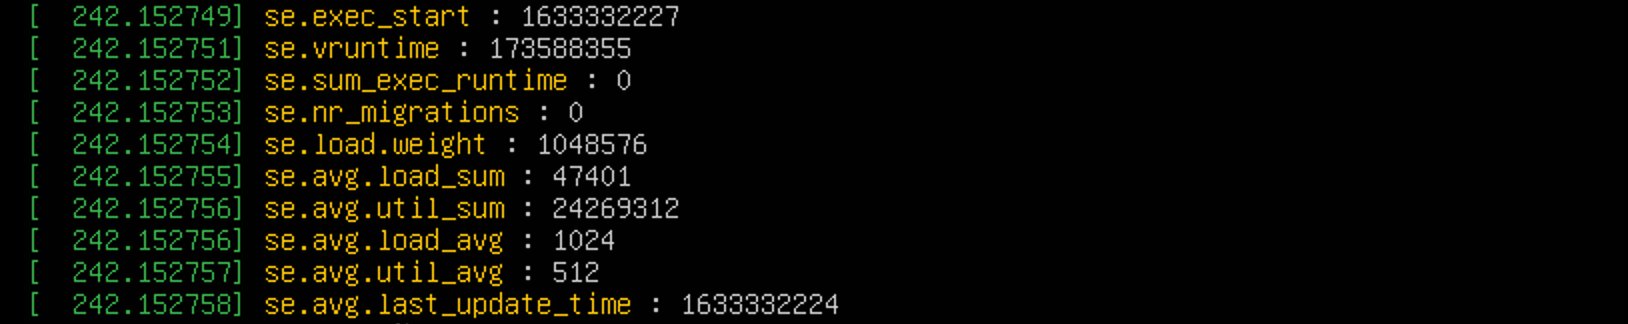 [  242.152749] se.exec_start : 1633332227
[  242.152751] se.vruntime : 173588355
[  242.152752] se.sum_exec_runtime : 0
[  242.152753] se.nr_migrations : 0
[  242.152754] se.load.weight : 1048576
[  242.152755] se.avg.load_sum : 47401
[  242.152756] se.avg.util_sum : 24269312
[  242.152756] se.avg.load_avg : 1024
[  242.152757] se.avg.util_avg : 512
[  242.152758] se.avg.last_update_time : 1633332224